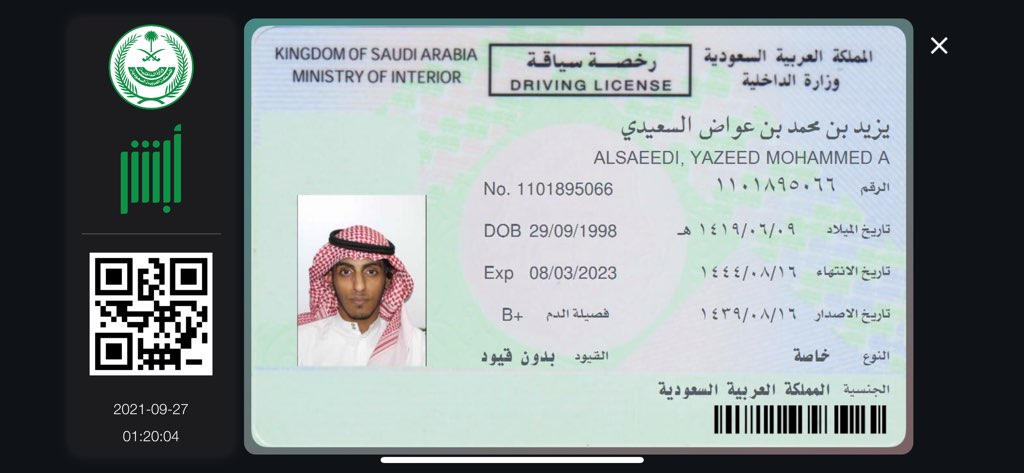 KINGDOM OF SAUDI ARABIA
MINISTRY OF INTERIOR
رخصة سياقة
DRIVING LICENSE
المملكة العربية السعودية
وزارة الداخلية
يزيد بن محمد بن عواض السعيدي
ALSAEEDI, YAZEED MOHAMMED A
No. 1101895066
الرقم ١١٠١٨٩٥٠٦٦
DOB 29/09/1998
تاريخ الميلاد ١٤١٩/٠٦/٠٩ هـ
Exp 08/03/2023
تاريخ الانتهاء ١٤٤٤/٠٨/١٦
تاريخ الاصدار ١٤٣٩/٠٨/١٦
فصيلة الدم B+
النوع خاصة
القيود بدون قيود
الجنسية المملكة العربية السعودية
أبشر
2021-09-27
01:20:04